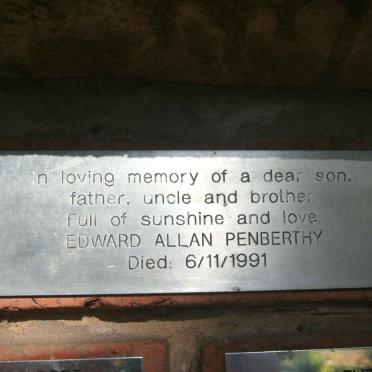 In loving memory of a dear son,
father, uncle and brother.
Full of sunshine and love.
EDWARD ALLAN PENBERTHY
Died: 6/11/1991